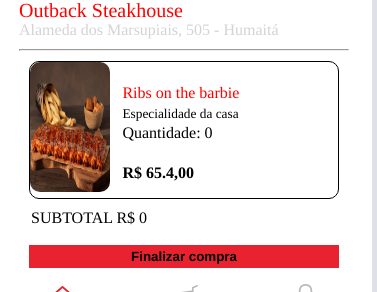 Outback Steakhouse
Alameda dos Marsupiais, 505 - Humaitá
Ribs on the barbie
Especialidade da casa
Quantidade: 0
R$ 65.4,00
SUBTOTAL R$ 0
Finalizar compra